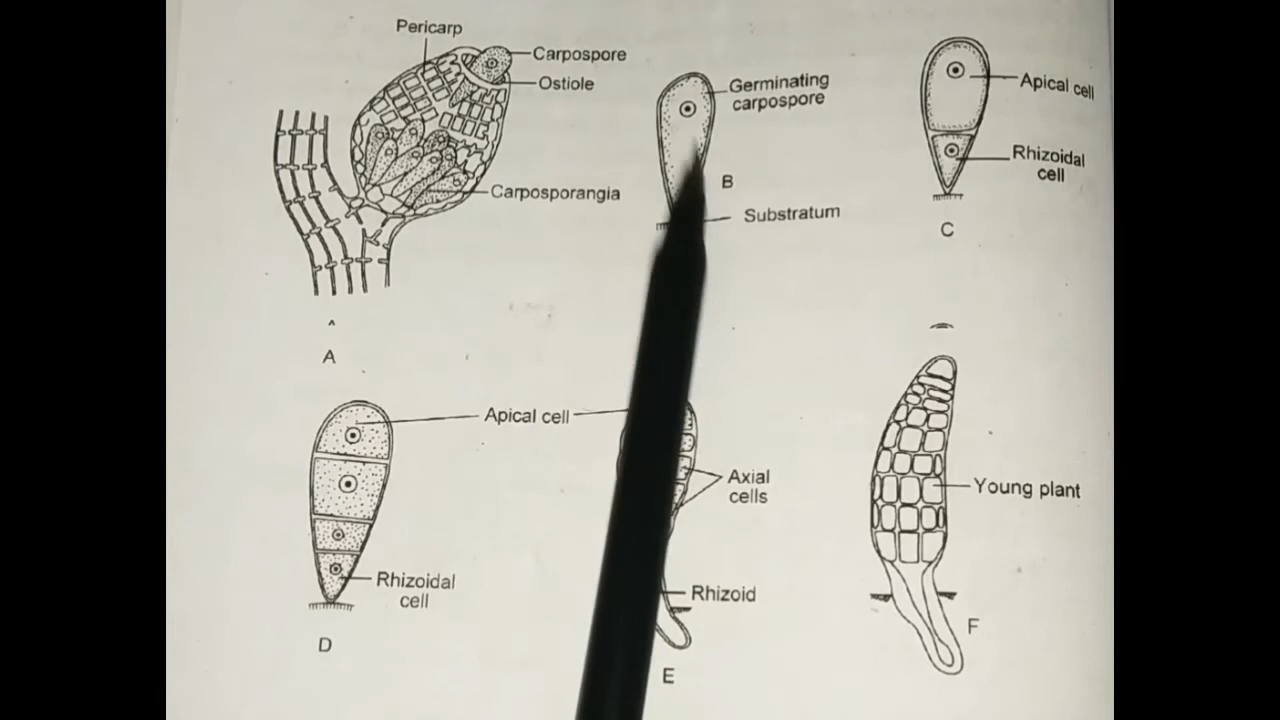 Pericarp
Carpospore
Ostiole
Carposporangia
A
Germinating
carpospore
B
Substratum
Apical cell
Rhizoidal
cell
C
Apical cell
Rhizoidal
cell
D
Axial
cells
Rhizoid
E
Young plant
F